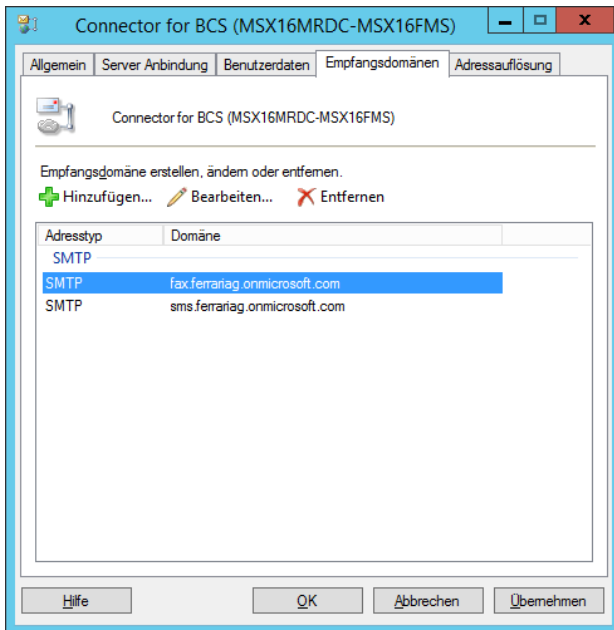 Connector for BCS (MSX16MRDC-MSX16FMS)
Allgemein Server Anbindung Benutzerdaten Empfangsdomänen Adressauflösung
Connector for BCS (MSX16MRDC-MSX16FMS)
Empfangsdomäne erstellen, ändern oder entfernen.
Hinzufügen... Bearbeiten... Entfernen
Adresstyp Domäne
SMTP
SMTP fax.ferrariag.onmicrosoft.com
SMTP sms.ferrariag.onmicrosoft.com
Hilfe OK Abbrechen Übernehmen